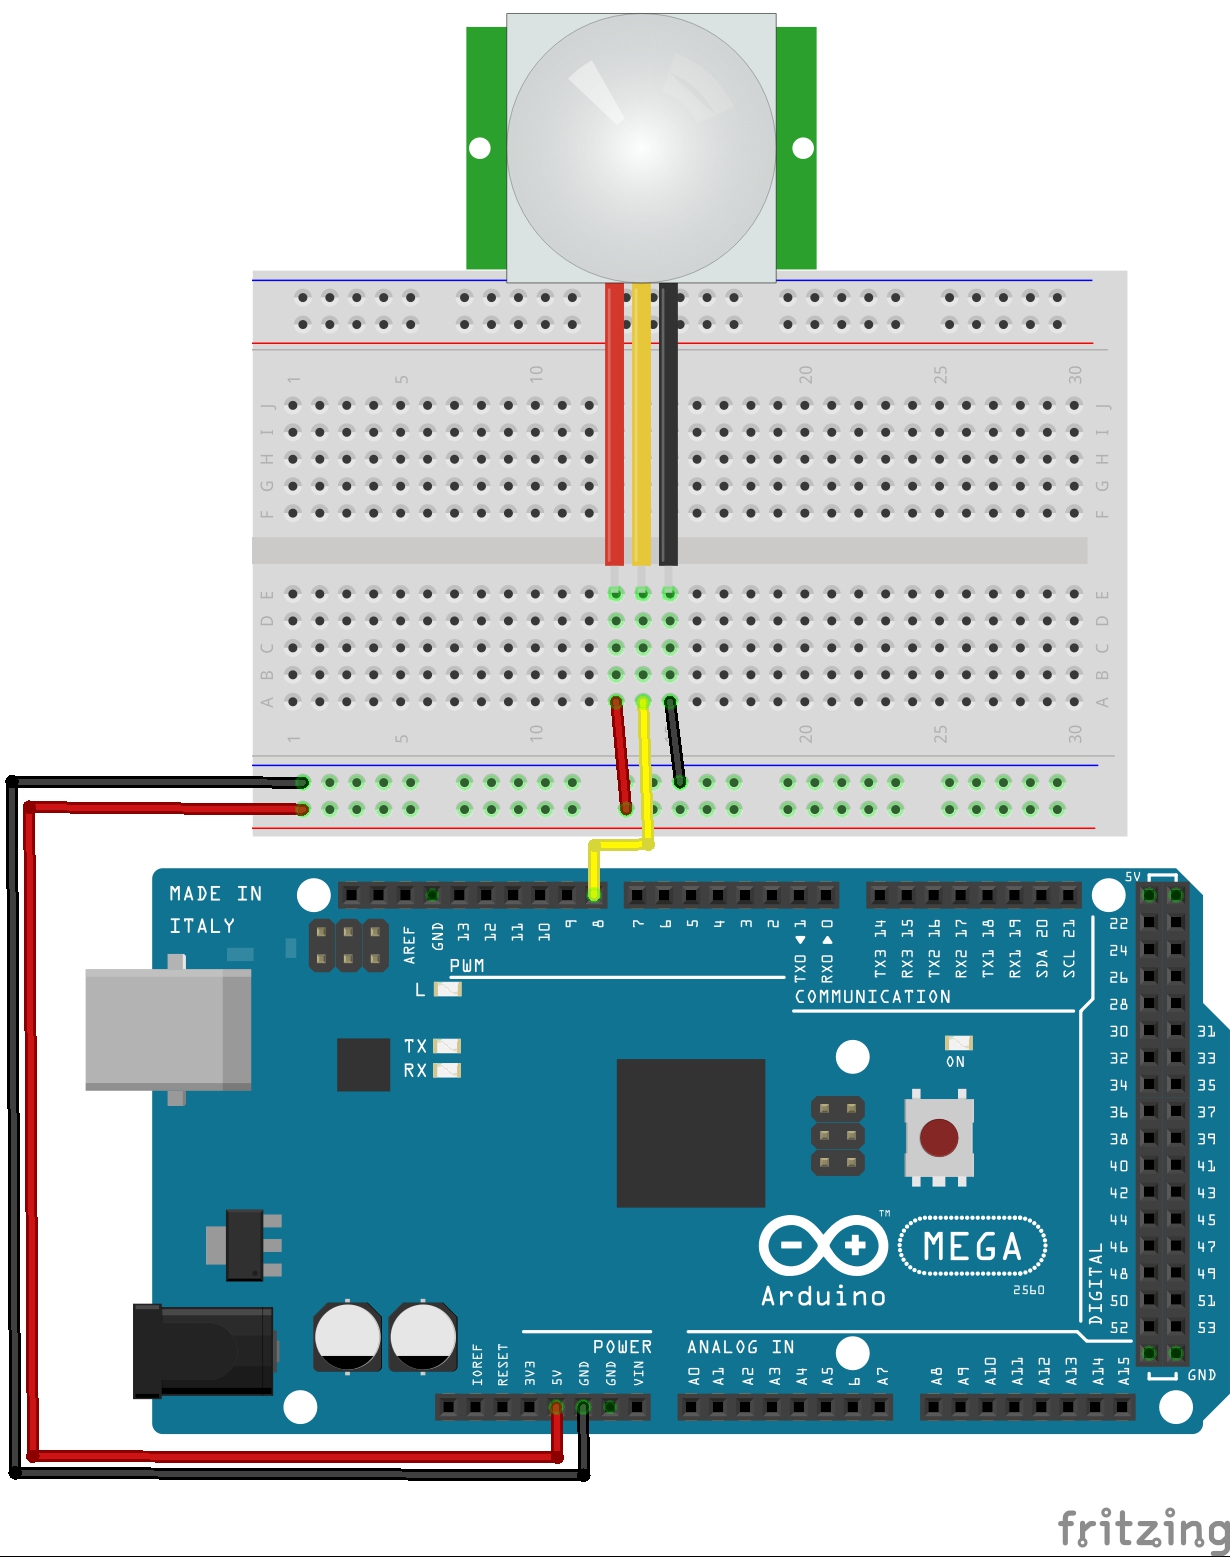 1 5 10 20 25 30
J J
I I
H H
G G
F F
E E
D D
C C
B B
A A
1 5 10 20 25 30
MADE IN
ITALY
AREF GND 13 12 11 10 9 8 7 6 5 4 3 2 TX0 1 RX0 0 TX3 14 RX3 15 TX2 16 RX2 17 TX1 18 RX1 19 SDA 20 SCL 21
5V
PWM
COMMUNICATION
L
TX
RX
ON
22
24
26
28
30 31
32 33
34 35
36 37
38 39
40 41
42 43
44 45
46 47
48 49
50 51
52 53
GND
DIGITAL
TM
MEGA
2560
Arduino
POWER
ANALOG IN
IOREF RESET 3V3 5V GND GND VIN A0 A1 A2 A3 A4 A5 6 A7 A8 A9 A10 A11 A12 A13 A14 A15
fritzing